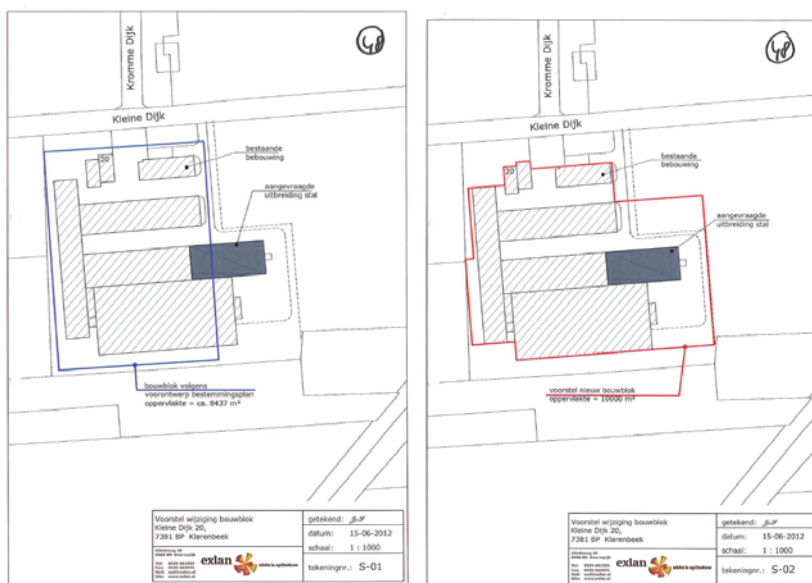 48
Kromme Dijk
Kleine Dijk
20
bestaande
bebouwing
aangevraagde
uitbreiding stal
bouwblok volgens
voorontwerp bestemmingsplan
oppervlakte = ca. 8437 m²
Voorstel wijziging bouwblok
Kleine Dijk 20,
7381 BP Klarenbeek
exlan
getekend:
datum: 15-06-2012
schaal: 1 : 1000
tekeningnr.: S-01
48
Kromme Dijk
Kleine Dijk
20
bestaande
bebouwing
aangevraagde
uitbreiding stal
voorstel nieuw bouwblok
oppervlakte = 10000 m²
Voorstel wijziging bouwblok
Kleine Dijk 20,
7381 BP Klarenbeek
exlan
getekend:
datum: 15-06-2012
schaal: 1 : 1000
tekeningnr.: S-02